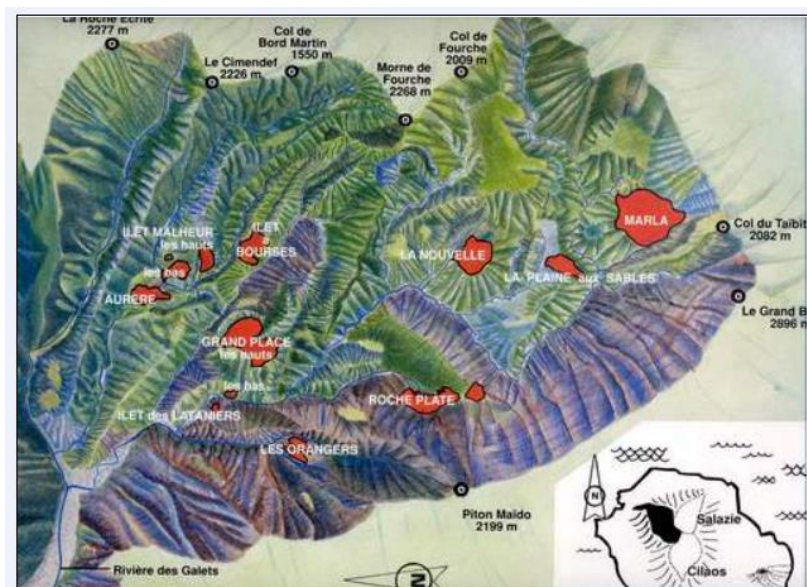 La Roche Ecrite
2277 m
Le Cimendef
2226 m
Col de
Bord Martin
1550 m
Morne de
Fourche
2268 m
Col de
Fourche
2009 m
ILET MALHEUR
les hauts
les bas
AURERE
ILET
à
BOURSES
LA NOUVELLE
LA PLAINE aux SABLES
MARLA
Col du Taïbit
2082 m
Le Grand B
2896 m
GRAND PLACE
les hauts
les bas
ILET des LATANIERS
ROCHE PLATE
LES ORANGERS
Piton Maïdo
2199 m
Rivière des Galets
N
N
Salazie
Cilaos